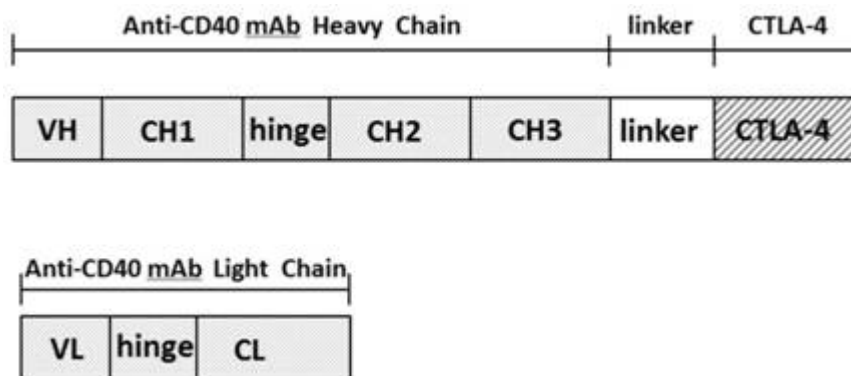 Anti-CD40 mAb Heavy Chain linker CTLA-4
VH CH1 hinge CH2 CH3 linker CTLA-4
Anti-CD40 mAb Light Chain
VL hinge CL